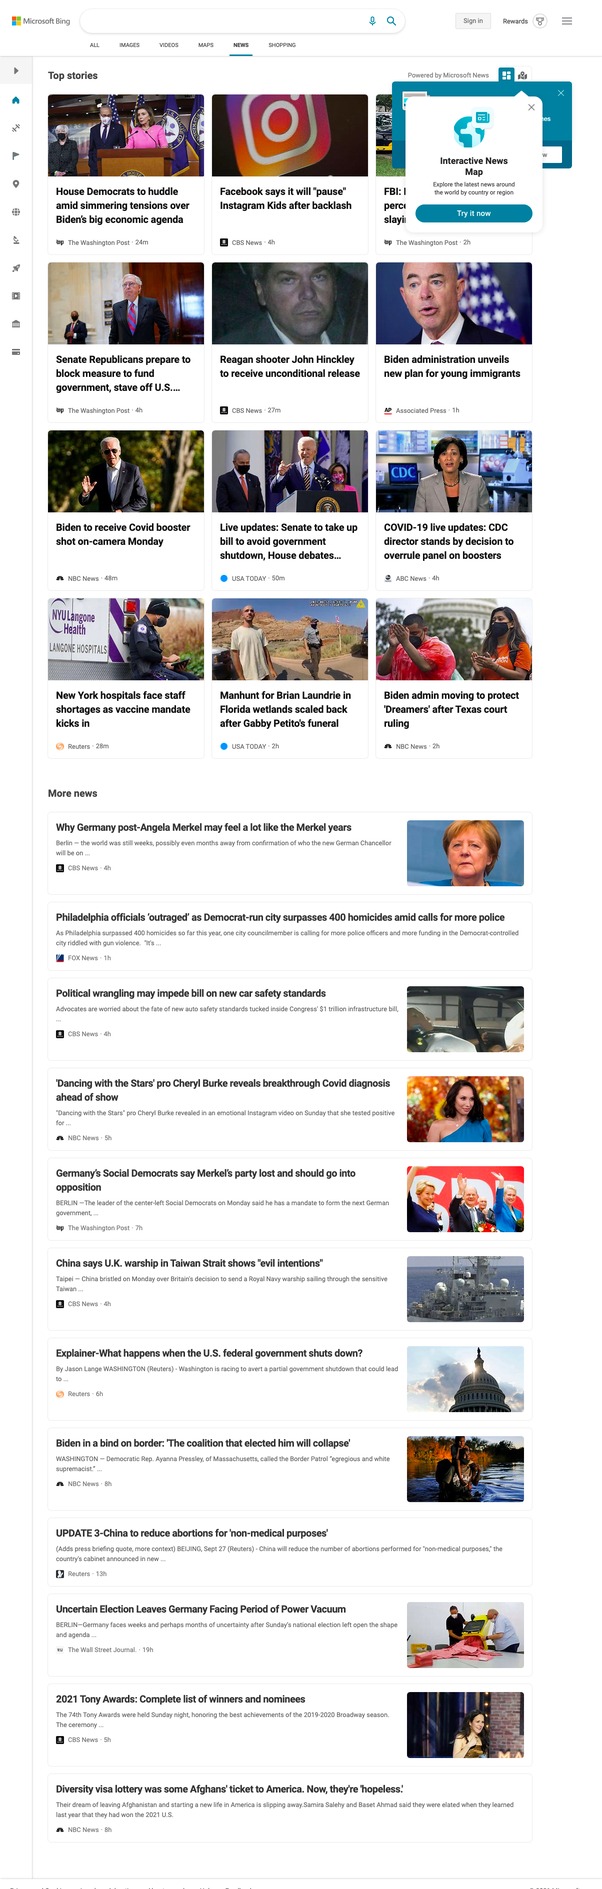 Microsoft Bing
Sign in
Rewards
ALL
IMAGES
VIDEOS
MAPS
NEWS
SHOPPING
Top stories
Powered by Microsoft News
Interactive News
Map
Explore the latest news around
the world by country or region
Try it now
House Democrats to huddle
amid simmering tensions over
Biden's big economic agenda
The Washington Post · 24m
Facebook says it will "pause"
Instagram Kids after backlash
CBS News · 4h
FBI:
The Washington Post · 2h
Senate Republicans prepare to
block measure to fund
government, stave off U.S....
The Washington Post · 4h
Reagan shooter John Hinckley
to receive unconditional release
CBS News · 27m
Biden administration unveils
new plan for young immigrants
AP Associated Press · 1h
Biden to receive Covid booster
shot on-camera Monday
NBC News · 48m
Live updates: Senate to take up
bill to avoid government
shutdown, House debates...
USA TODAY · 50m
CDC
COVID-19 live updates: CDC
director stands by decision to
overrule panel on boosters
ABC News · 4h
NYU Langone
Health
LANGONE HOSPITALS
New York hospitals face staff
shortages as vaccine mandate
kicks in
Reuters · 28m
Manhunt for Brian Laundrie in
Florida wetlands scaled back
after Gabby Petito's funeral
USA TODAY · 2h
Biden admin moving to protect
'Dreamers' after Texas court
ruling
NBC News · 2h
More news
Why Germany post-Angela Merkel may feel a lot like the Merkel years
Berlin — the world was still weeks, possibly even months away from confirmation of who the new German Chancellor
will be on ...
CBS News · 4h
Philadelphia officials 'outraged' as Democrat-run city surpasses 400 homicides amid calls for more police
As Philadelphia surpassed 400 homicides so far this year, one city councilmember is calling for more police officers and more funding in the Democrat-controlled
city riddled with gun violence. "It's ...
FOX News · 1h
Political wrangling may impede bill on new car safety standards
Advocates are worried about the fate of new auto safety standards tucked inside Congress' $1 trillion infrastructure bill,
...
CBS News · 4h
'Dancing with the Stars' pro Cheryl Burke reveals breakthrough Covid diagnosis
ahead of show
"Dancing with the Stars" pro Cheryl Burke revealed in an emotional Instagram video on Sunday that she tested positive
for ...
NBC News · 5h
Germany's Social Democrats say Merkel's party lost and should go into
opposition
BERLIN —The leader of the center-left Social Democrats on Monday said he has a mandate to form the next German
government, ...
The Washington Post · 7h
China says U.K. warship in Taiwan Strait shows "evil intentions"
Taipei — China bristled on Monday over Britain's decision to send a Royal Navy warship sailing through the sensitive
Taiwan ...
CBS News · 4h
Explainer-What happens when the U.S. federal government shuts down?
By Jason Lange WASHINGTON (Reuters) - Washington is racing to avert a partial government shutdown that could lead
to ...
Reuters · 6h
Biden in a bind on border: 'The coalition that elected him will collapse'
WASHINGTON — Democratic Rep. Ayanna Pressley, of Massachusetts, called the Border Patrol "egregious and white
supremacist." ...
NBC News · 8h
UPDATE 3-China to reduce abortions for 'non-medical purposes'
(Adds press briefing quote, more context) BEIJING, Sept 27 (Reuters) - China will reduce the number of abortions performed for "non-medical purposes," the
country's cabinet announced in new ...
Reuters · 13h
Uncertain Election Leaves Germany Facing Period of Power Vacuum
BERLIN—Germany faces weeks and perhaps months of uncertainty after Sunday's national election left open the shape
and agenda ...
The Wall Street Journal. · 19h
2021 Tony Awards: Complete list of winners and nominees
The 74th Tony Awards were held Sunday night, honoring the best achievements of the 2019-2020 Broadway season.
The ceremony ...
CBS News · 5h
Diversity visa lottery was some Afghans' ticket to America. Now, they're 'hopeless.'
Their dream of leaving Afghanistan and starting a new life in America is slipping away.Samira Salehy and Baset Ahmad said they were elated when they learned
last year that they had won the 2021 U.S.
NBC News · 8h